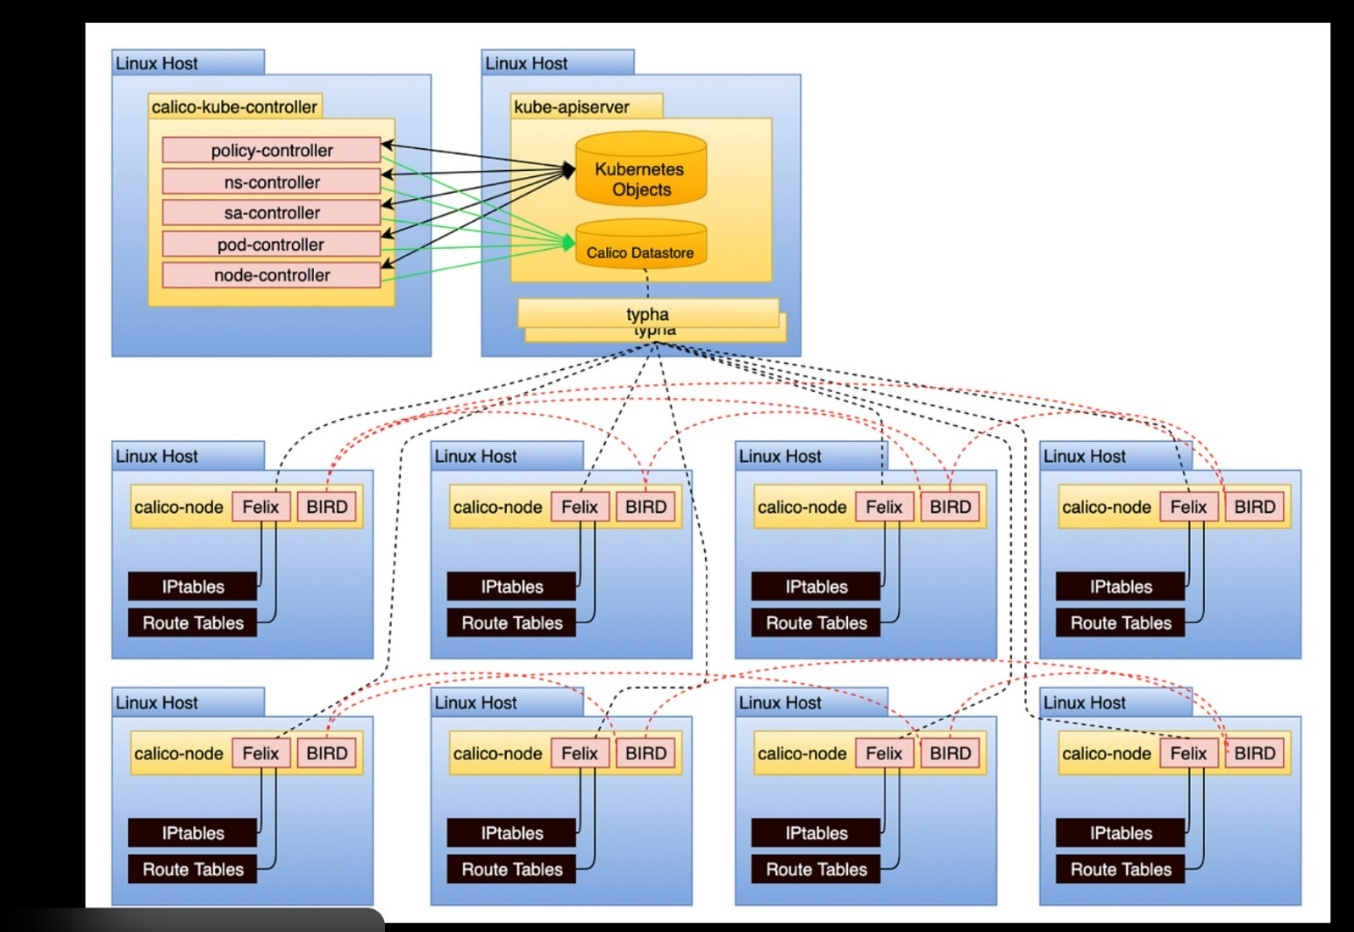 Linux Host
calico-kube-controller
policy-controller
ns-controller
sa-controller
pod-controller
node-controller
Linux Host
kube-apiserver
Kubernetes
Objects
Calico Datastore
typha
typha
Linux Host
calico-node Felix BIRD
IPtables
Route Tables
Linux Host
calico-node Felix BIRD
IPtables
Route Tables
Linux Host
calico-node Felix BIRD
IPtables
Route Tables
Linux Host
calico-node Felix BIRD
IPtables
Route Tables
Linux Host
calico-node Felix BIRD
IPtables
Route Tables
Linux Host
calico-node Felix BIRD
IPtables
Route Tables
Linux Host
calico-node Felix BIRD
IPtables
Route Tables
Linux Host
calico-node Felix BIRD
IPtables
Route Tables